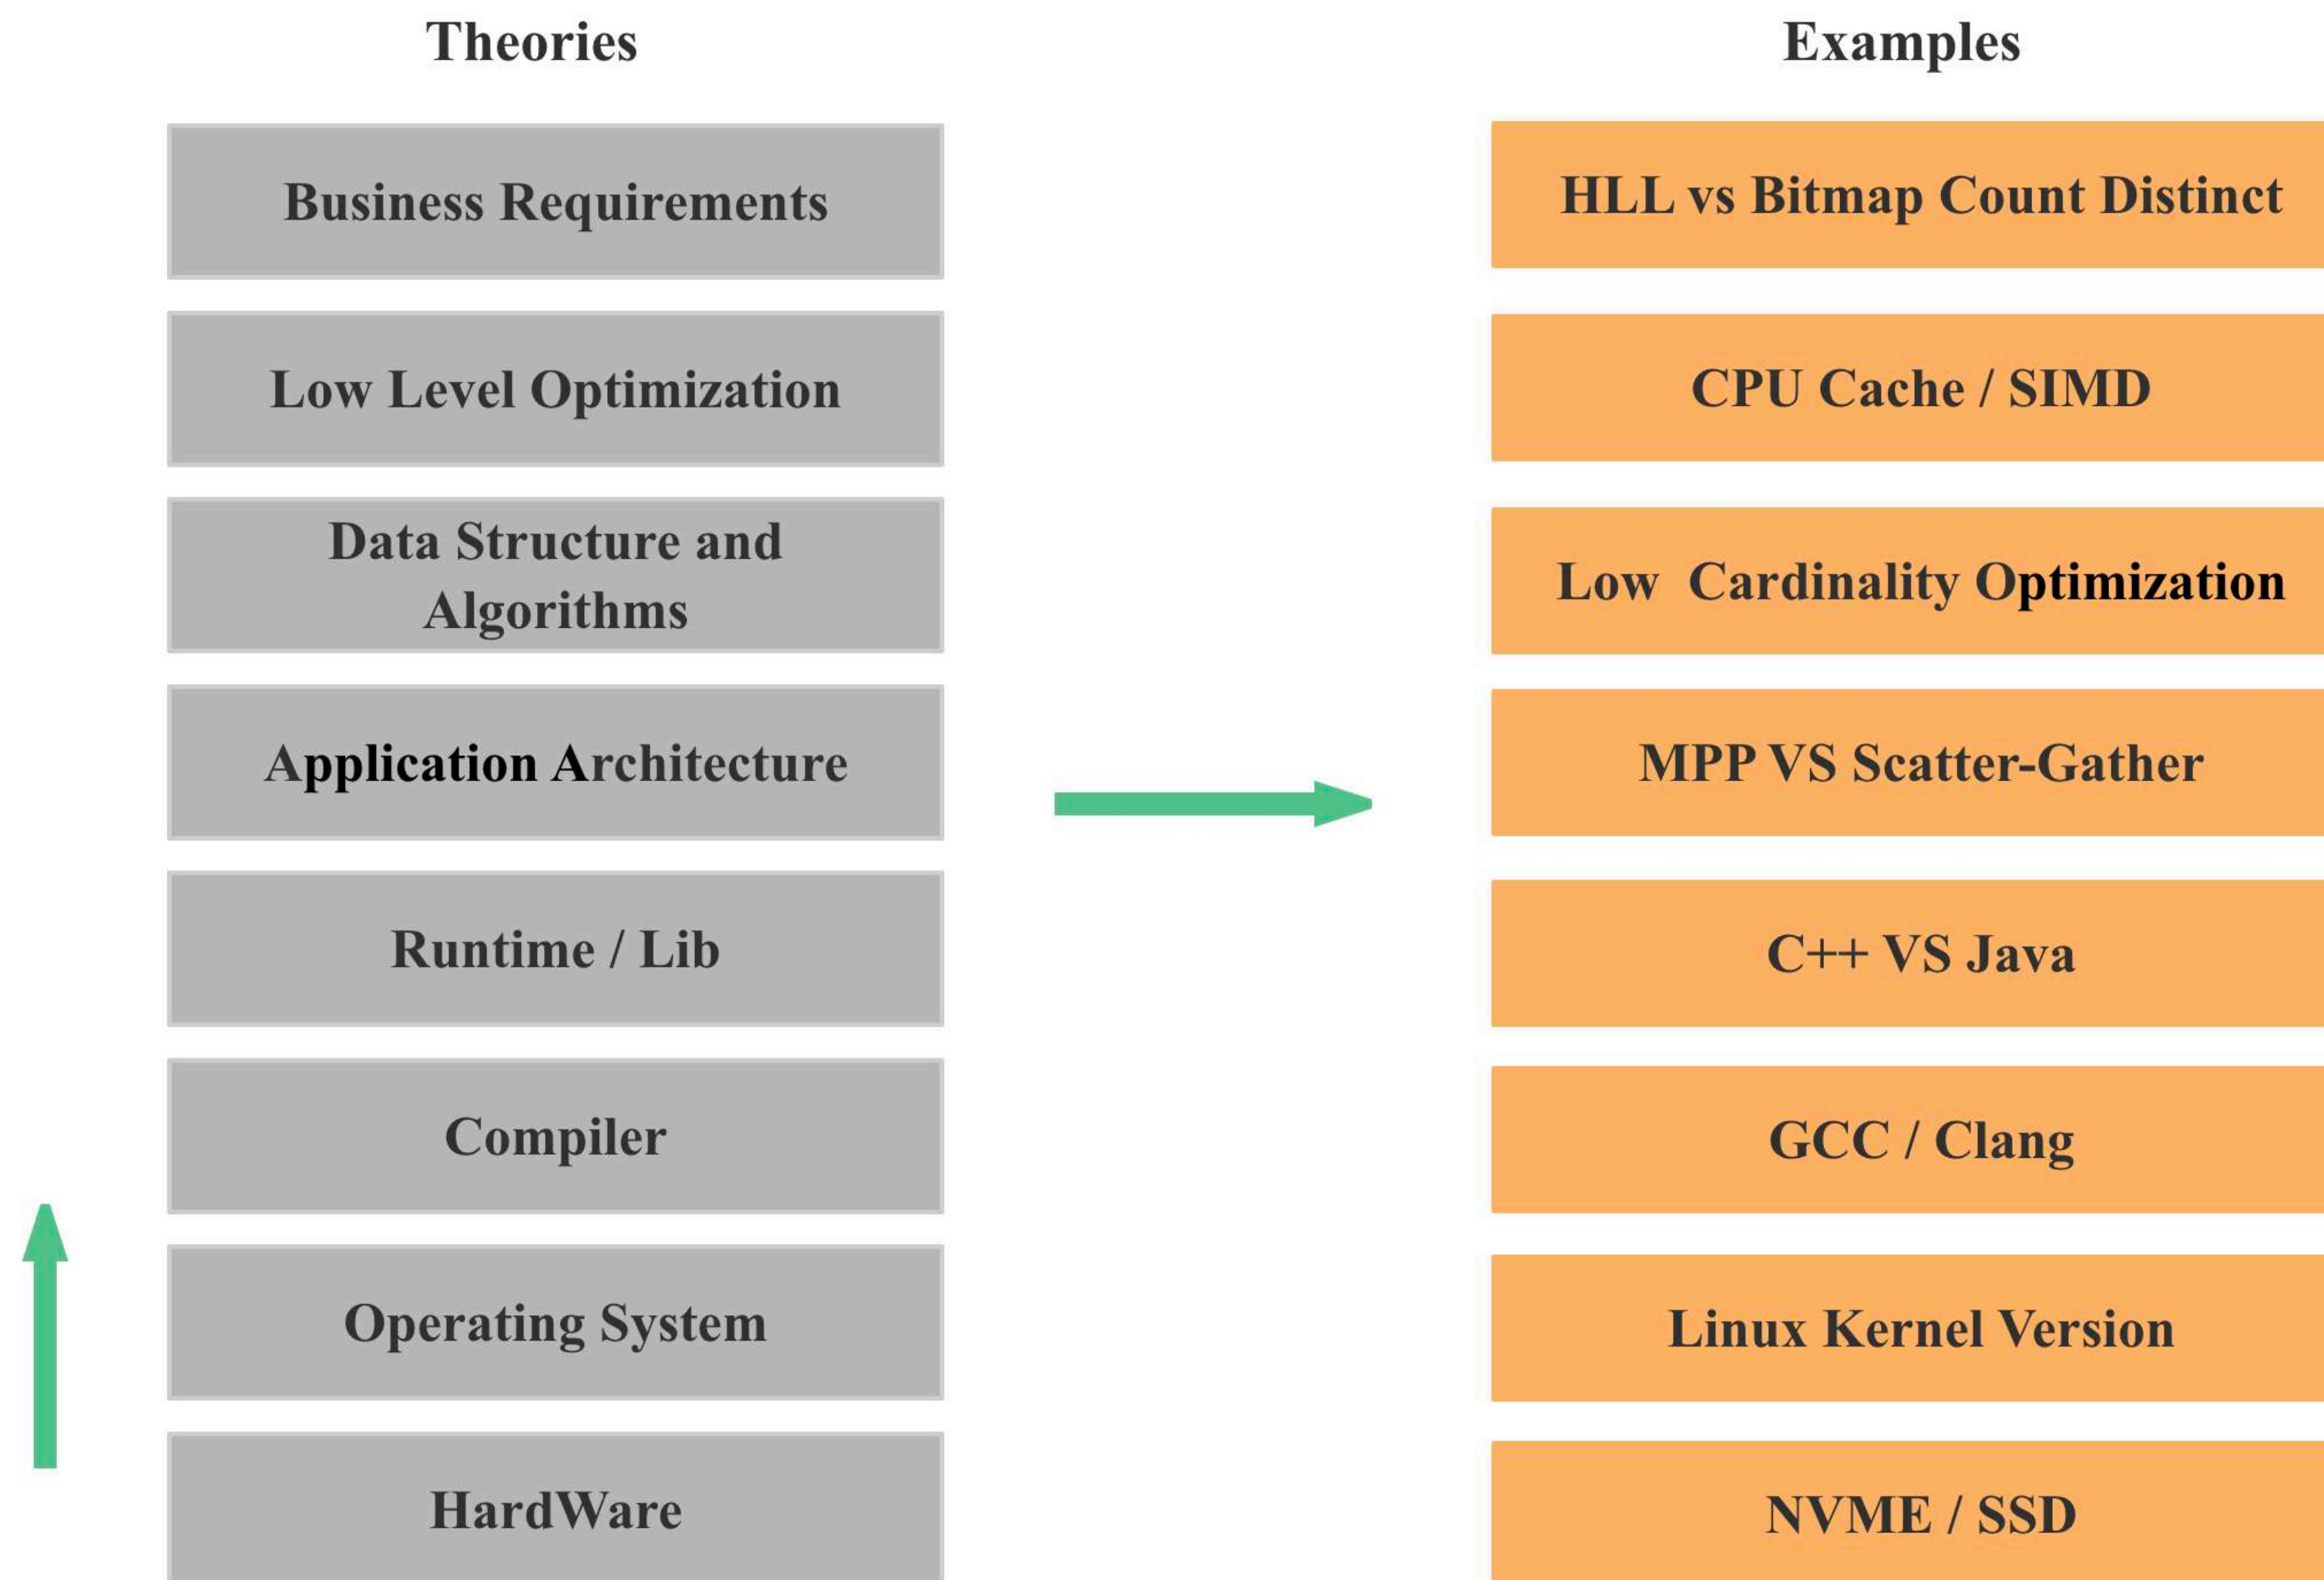 Theories
Examples
Business Requirements
HLL vs Bitmap Count Distinct
Low Level Optimization
CPU Cache / SIMD
Data Structure and
Algorithms
Low  Cardinality Optimization
Application Architecture
MPP VS Scatter-Gather
Runtime / Lib
C++ VS Java
Compiler
GCC / Clang
Operating System
Linux Kernel Version
HardWare
NVME / SSD